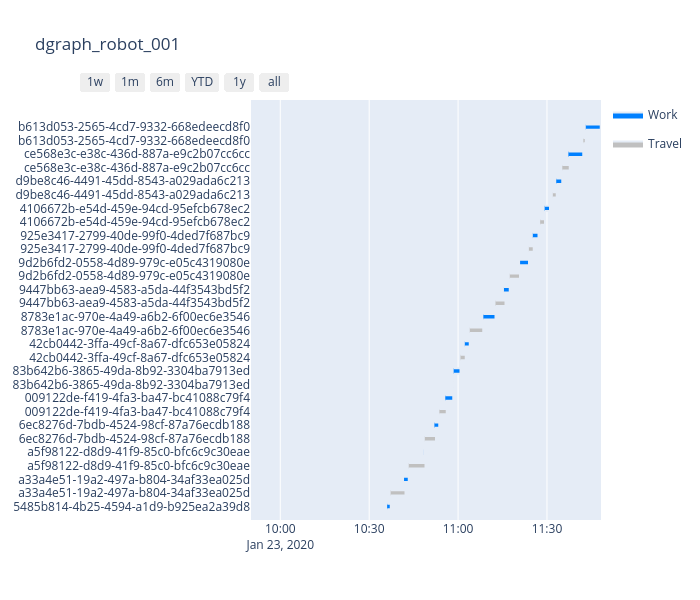 dgraph_robot_001
1w 1m 6m YTD 1y all
Work
Travel
b613d053-2565-4cd7-9332-668edeecd8f0
b613d053-2565-4cd7-9332-668edeecd8f0
ce568e3c-e38c-436d-887a-e9c2b07cc6cc
ce568e3c-e38c-436d-887a-e9c2b07cc6cc
d9be8c46-4491-45dd-8543-a029ada6c213
d9be8c46-4491-45dd-8543-a029ada6c213
4106672b-e54d-459e-94cd-95efcb678ec2
4106672b-e54d-459e-94cd-95efcb678ec2
925e3417-2799-40de-99f0-4ded7f687bc9
925e3417-2799-40de-99f0-4ded7f687bc9
9d2b6fd2-0558-4d89-979c-e05c4319080e
9d2b6fd2-0558-4d89-979c-e05c4319080e
9447bb63-aea9-4583-a5da-44f3543bd5f2
9447bb63-aea9-4583-a5da-44f3543bd5f2
8783e1ac-970e-4a49-a6b2-6f00ec6e3546
8783e1ac-970e-4a49-a6b2-6f00ec6e3546
42cb0442-3ffa-49cf-8a67-dfc653e05824
42cb0442-3ffa-49cf-8a67-dfc653e05824
83b642b6-3865-49da-8b92-3304ba7913ed
83b642b6-3865-49da-8b92-3304ba7913ed
009122de-f419-4fa3-ba47-bc41088c79f4
009122de-f419-4fa3-ba47-bc41088c79f4
6ec8276d-7bdb-4524-98cf-87a76ecdb188
6ec8276d-7bdb-4524-98cf-87a76ecdb188
a5f98122-d8d9-41f9-85c0-bfc6c9c30eae
a5f98122-d8d9-41f9-85c0-bfc6c9c30eae
a33a4e51-19a2-497a-b804-34af33ea025d
a33a4e51-19a2-497a-b804-34af33ea025d
5485b814-4b25-4594-a1d9-b925ea2a39d8
10:00 10:30 11:00 11:30
Jan 23, 2020